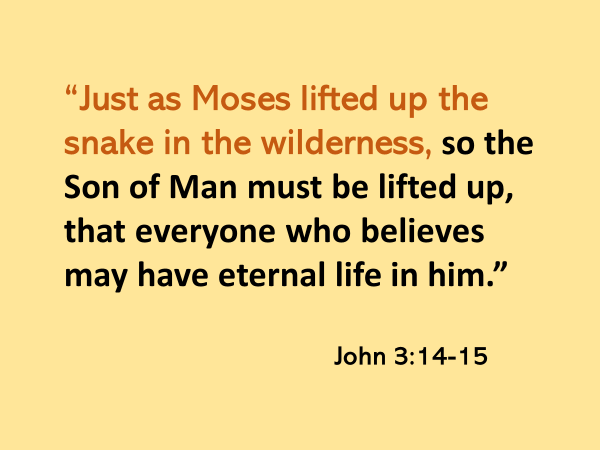 “Just as Moses lifted up the
snake in the wilderness, so the
Son of Man must be lifted up,
that everyone who believes
may have eternal life in him.”
John 3:14-15